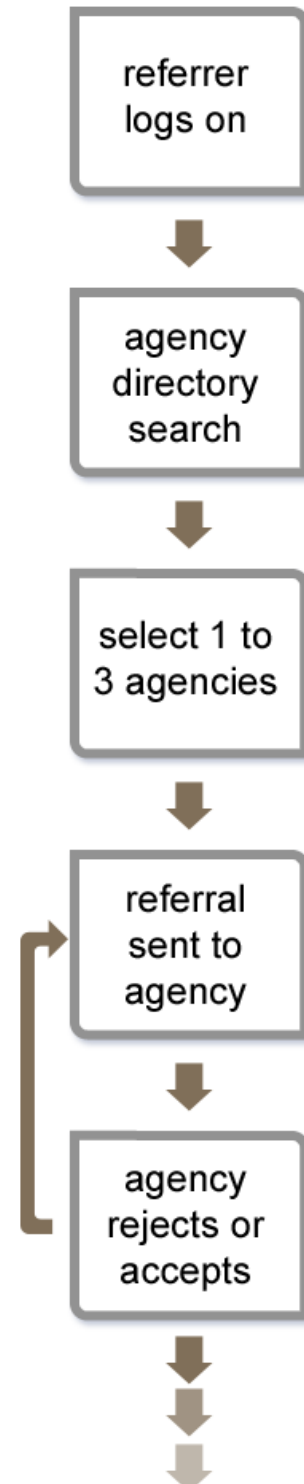 referrer
logs on
agency
directory
search
select 1 to
3 agencies
referral
sent to
agency
agency
rejects or
accepts